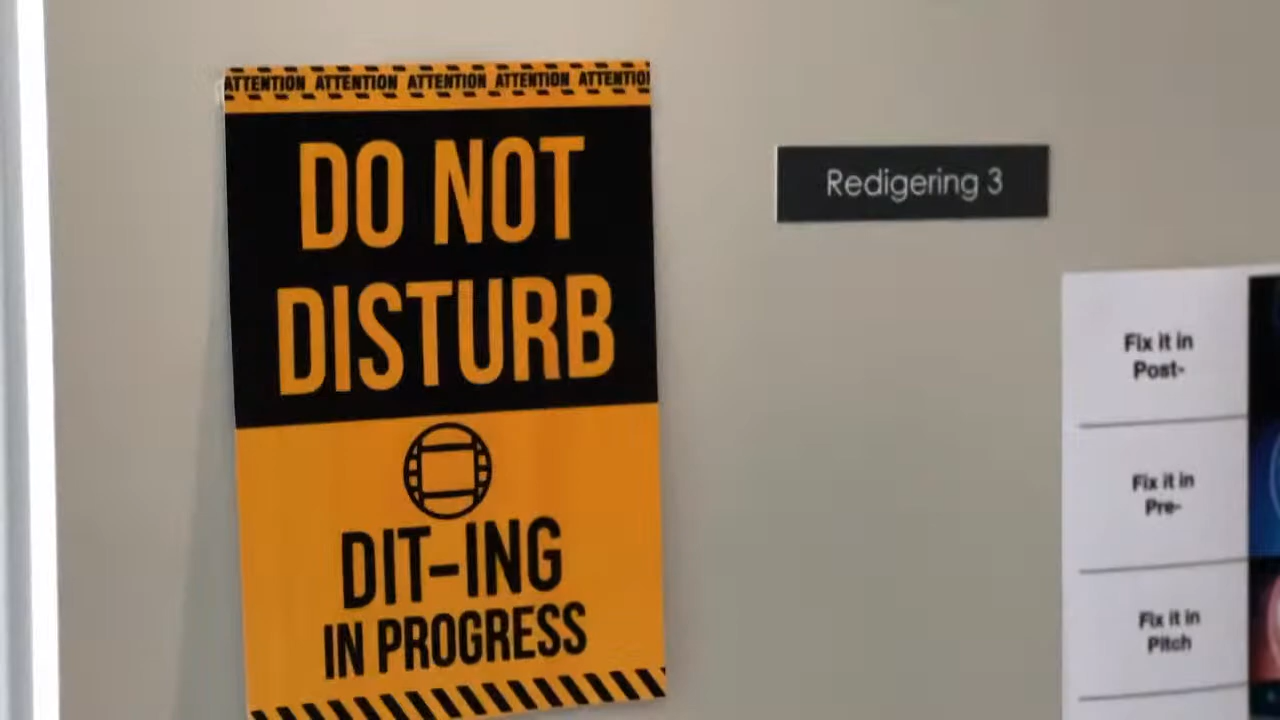 ATTENTION ATTENTION ATTENTION ATTENTION ATTENTIO
DO NOT
DISTURB
DIT-ING
IN PROGRESS
Redigering 3
Fix it in
Post-
Fix it in
Pre-
Fix it in
Pitch